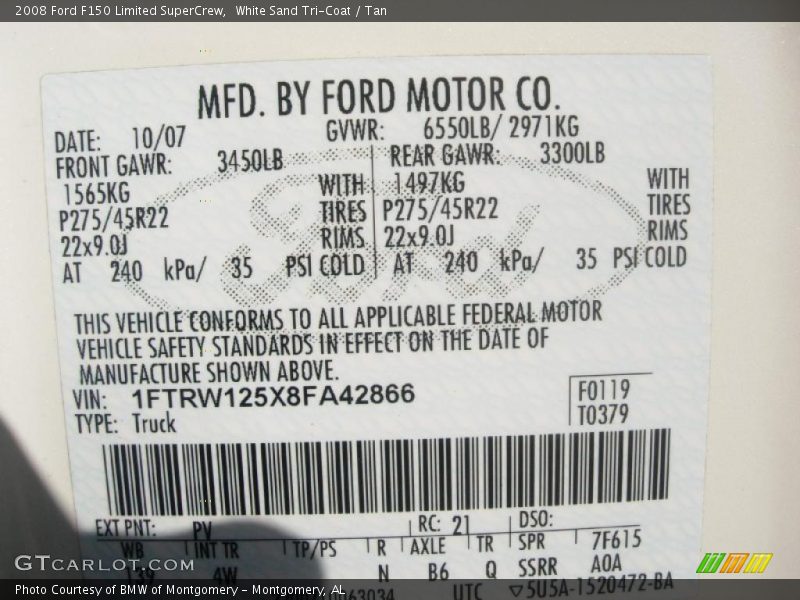 2008 Ford F150 Limited SuperCrew, White Sand Tri-Coat / Tan
MFD. BY FORD MOTOR CO.
DATE: 10/07 GVWR: 6550LB/ 2971KG
FRONT GAWR: 3450LB REAR GAWR: 3300LB
1565KG WITH 1497KG WITH
P275/45R22 TIRES P275/45R22 TIRES
22x9.0J RIMS 22x9.0J RIMS
AT 240 kPa/ 35 PSI COLD AT 240 kPa/ 35 PSI COLD
THIS VEHICLE CONFORMS TO ALL APPLICABLE FEDERAL MOTOR
VEHICLE SAFETY STANDARDS IN EFFECT ON THE DATE OF
MANUFACTURE SHOWN ABOVE.
VIN: 1FTRW125X8FA42866 F0119
TYPE: Truck T0379
EXT PNT: PV RC: 21 DSO:
WB INT TR TP/PS R AXLE TR SPR 7F615
139 4W N B6 Q SSRR A0A
UTC ▽5U5A-1520472-BA
Ford
GTCARLOT.COM
Photo Courtesy of BMW of Montgomery - Montgomery, AL